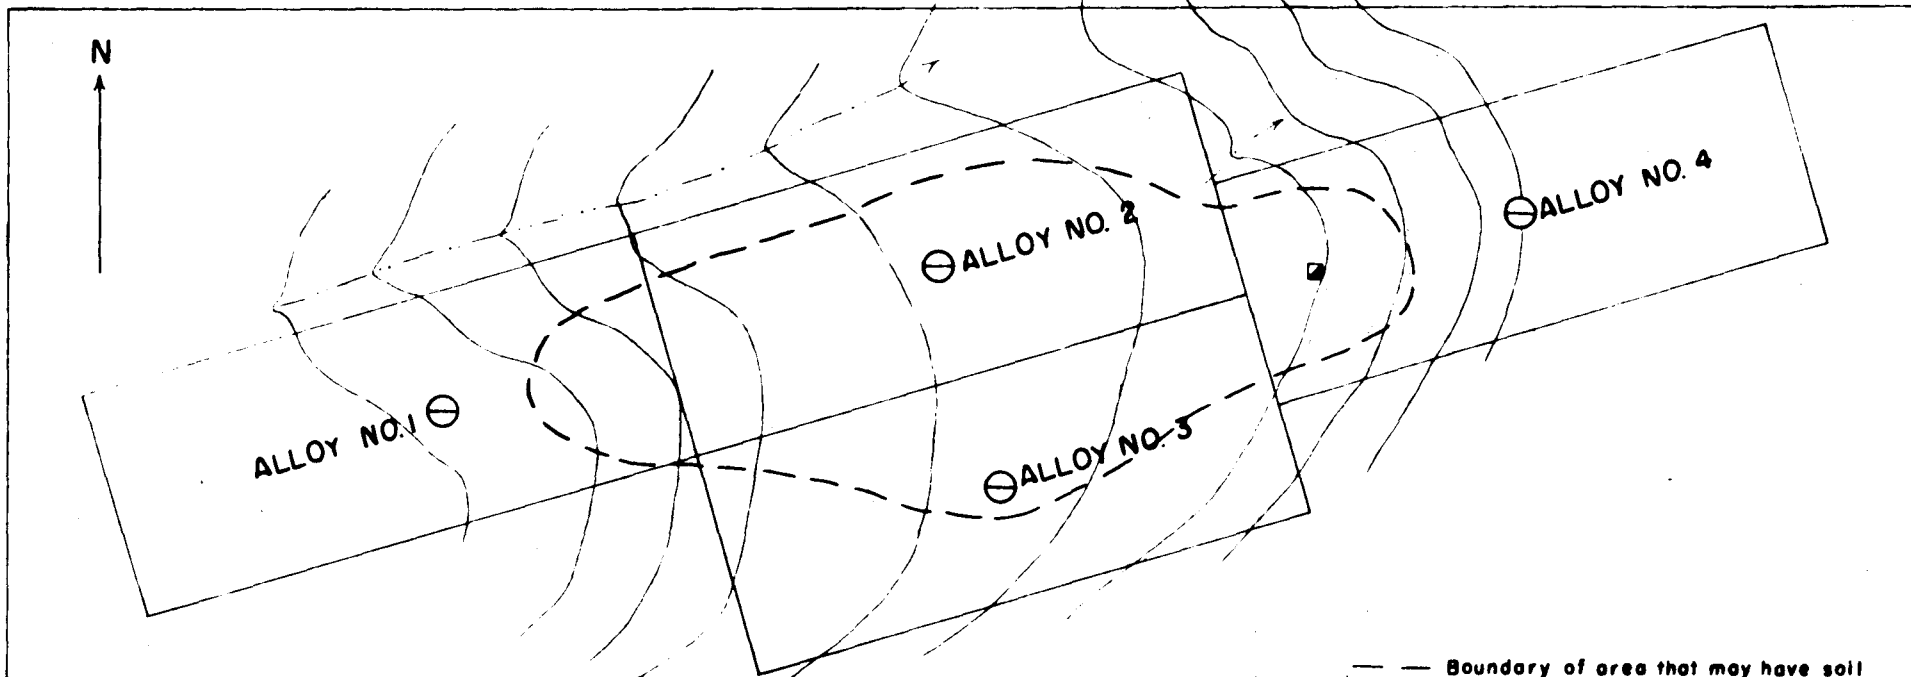 N
ALLOY NO. 2
ALLOY NO. 4
ALLOY NO. 1
ALLOY NO. 3
Boundary of area that may have soil